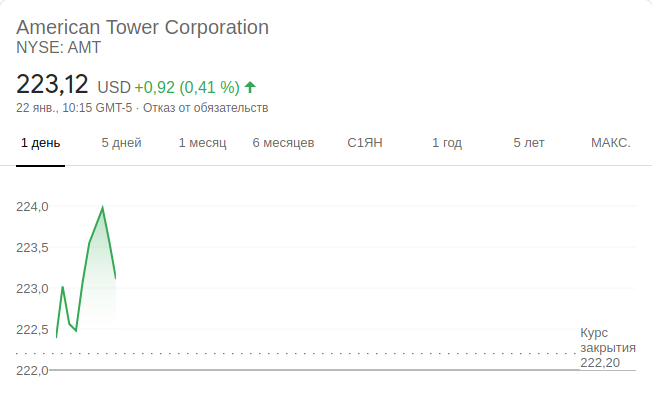 American Tower Corporation
NYSE: AMT
223,12 USD +0,92 (0,41 %)
22 янв., 10:15 GMT-5 · Отказ от обязательств
1 день 5 дней 1 месяц 6 месяцев С1ЯН 1 год 5 лет МАКС.
224,0
223,5
223,0
222,5
222,0
Курс
закрытия
222,20